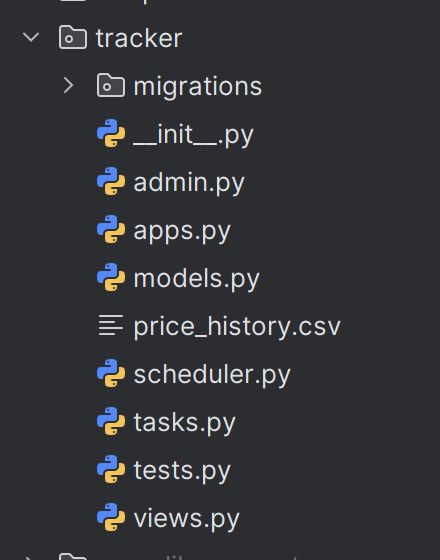 tracker
migrations
__init__.py
admin.py
apps.py
models.py
price_history.csv
scheduler.py
tasks.py
tests.py
views.py